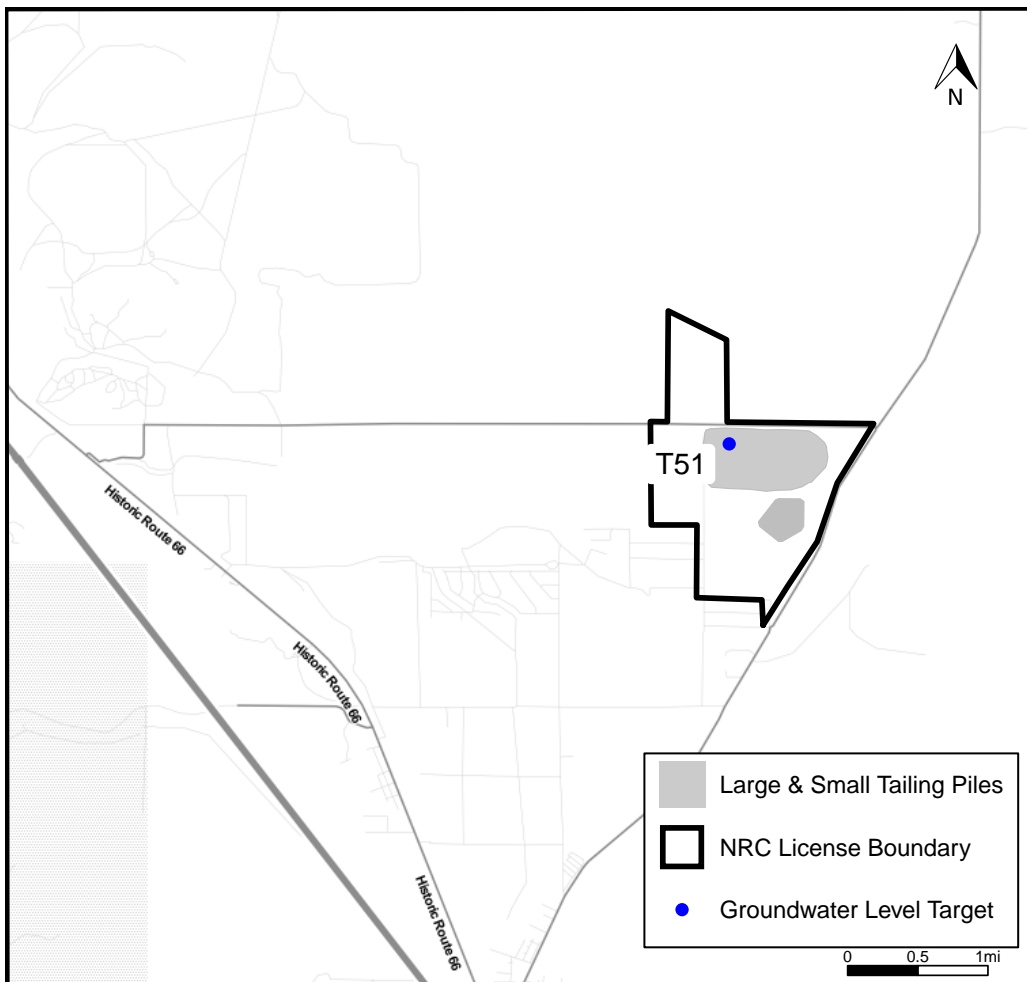 N
T51
Historic Route 66
Historic Route 66
Historic Route 66
Large & Small Tailing Piles
NRC License Boundary
Groundwater Level Target
0 0.5 1mi